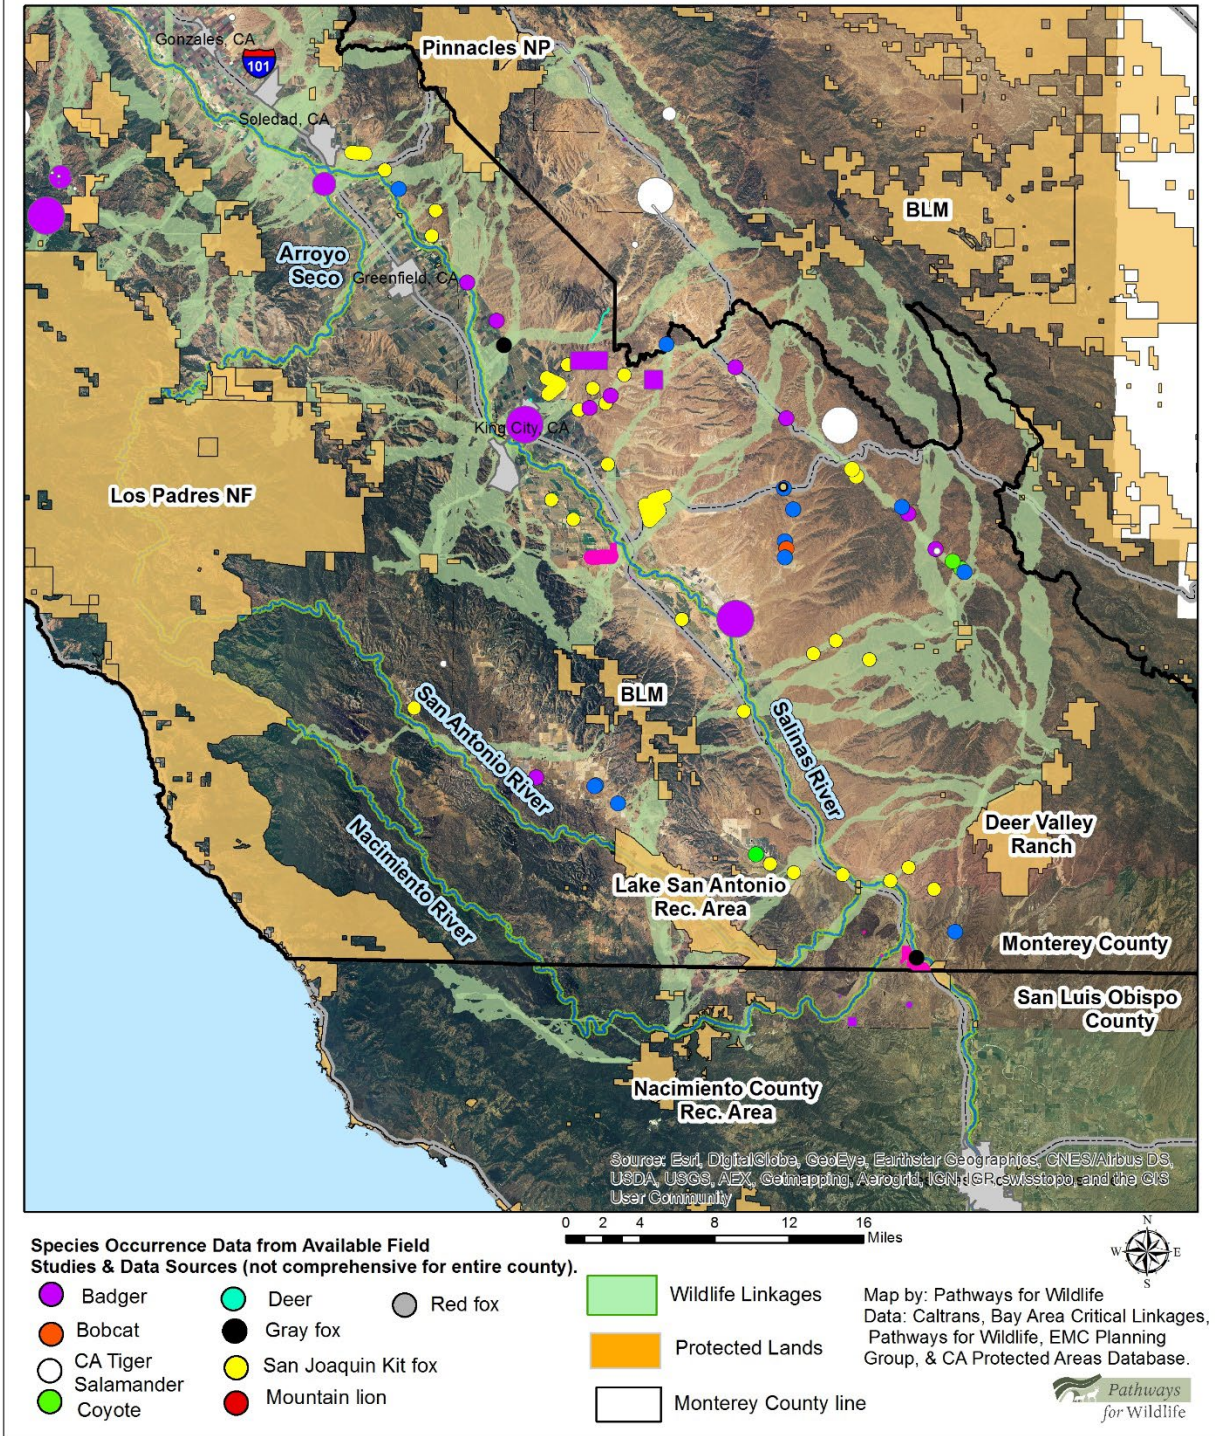 Gonzales, CA
101
Pinnacles NP
Soledad, CA
BLM
Arroyo
Seco
Greenfield, CA
King City, CA
Los Padres NF
BLM
San Antonio River
Salinas River
Nacimiento River
Deer Valley
Ranch
Lake San Antonio
Rec. Area
Monterey County
San Luis Obispo
County
Nacimiento County
Rec. Area
Source: Esri, DigitalGlobe, GeoEye, Earthstar Geographics, CNES/Airbus DS,
USDA, USGS, AEX, Getmapping, Aerogrid, IGN, IGP, swisstopo, and the GIS
User Community
0 2 4 8 12 16
Miles
N
W E
S
Species Occurrence Data from Available Field
Studies & Data Sources (not comprehensive for entire county).
Badger
Bobcat
CA Tiger
Salamander
Coyote
Deer
Gray fox
San Joaquin Kit fox
Mountain lion
Red fox
Wildlife Linkages
Protected Lands
Monterey County line
Map by: Pathways for Wildlife
Data: Caltrans, Bay Area Critical Linkages,
Pathways for Wildlife, EMC Planning
Group, & CA Protected Areas Database.
Pathways
for Wildlife